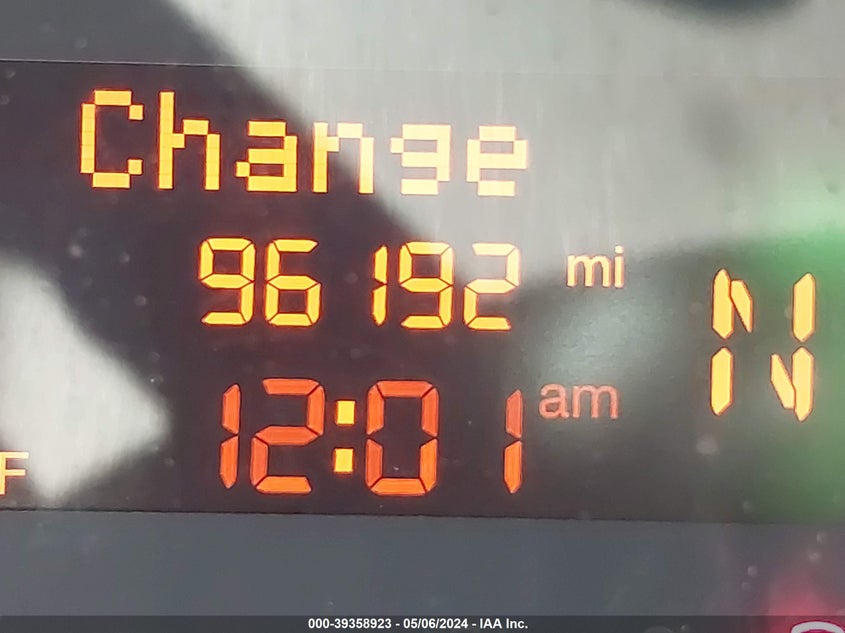 Change
96192 mi
N
12:01 am
F
000-39358923 - 05/06/2024 - IAA Inc.